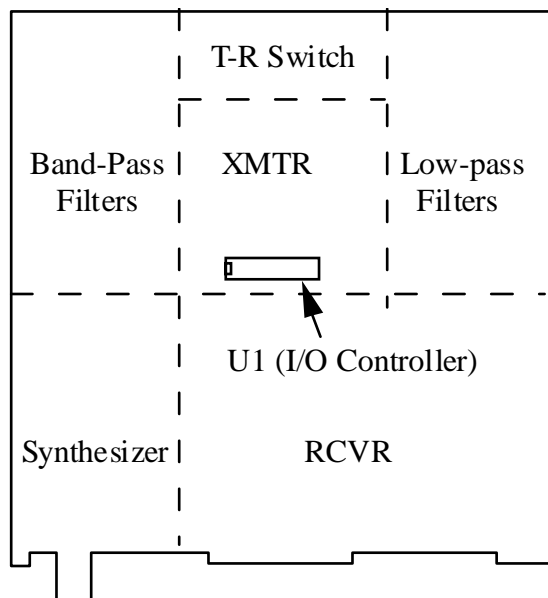 T-R Switch
Band-Pass
Filters
XMTR
Low-pass
Filters
U1 (I/O Controller)
Synthesizer
RCVR